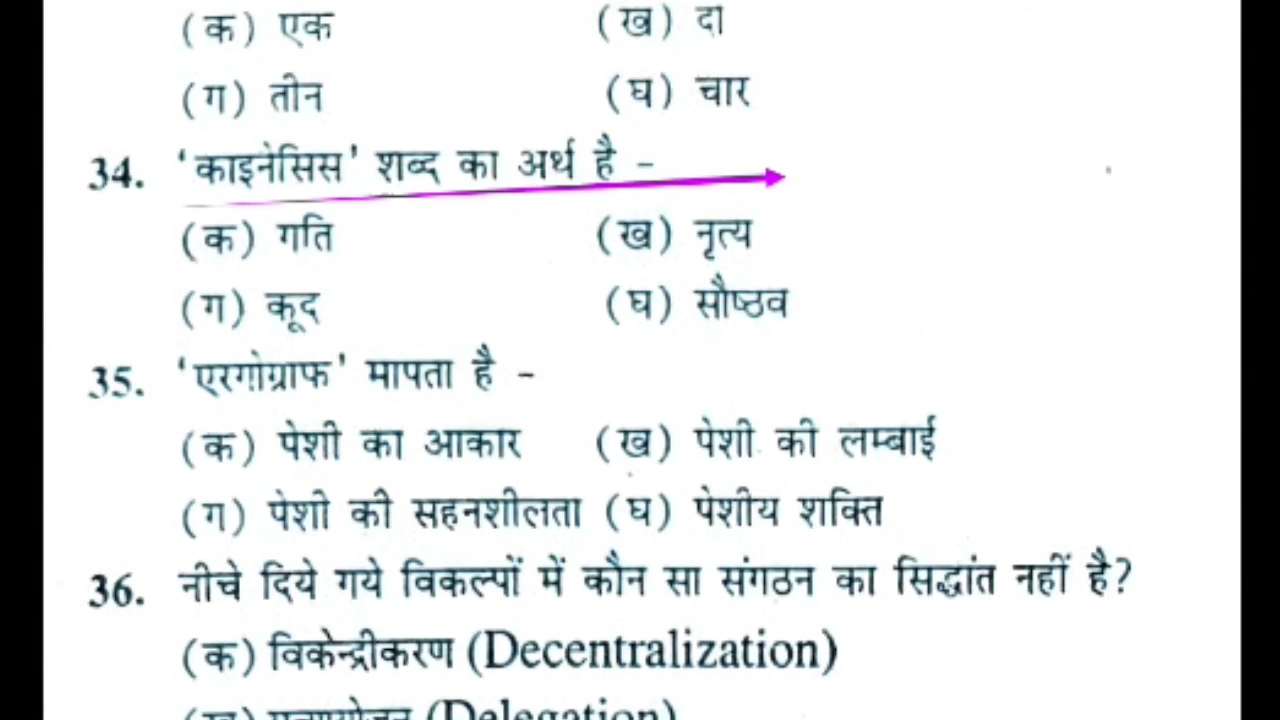 (क) एक (ख) दो
(ग) तीन (घ) चार
34. 'काइनेसिस' शब्द का अर्थ है -
(क) गति (ख) नृत्य
(ग) कूद (घ) सौष्ठव
35. 'एरगोग्राफ' मापता है -
(क) पेशी का आकार (ख) पेशी की लम्बाई
(ग) पेशी की सहनशीलता (घ) पेशीय शक्ति
36. नीचे दिये गये विकल्पों में कौन सा संगठन का सिद्धांत नहीं है?
(क) विकेन्द्रीकरण (Decentralization)
(Delegation)